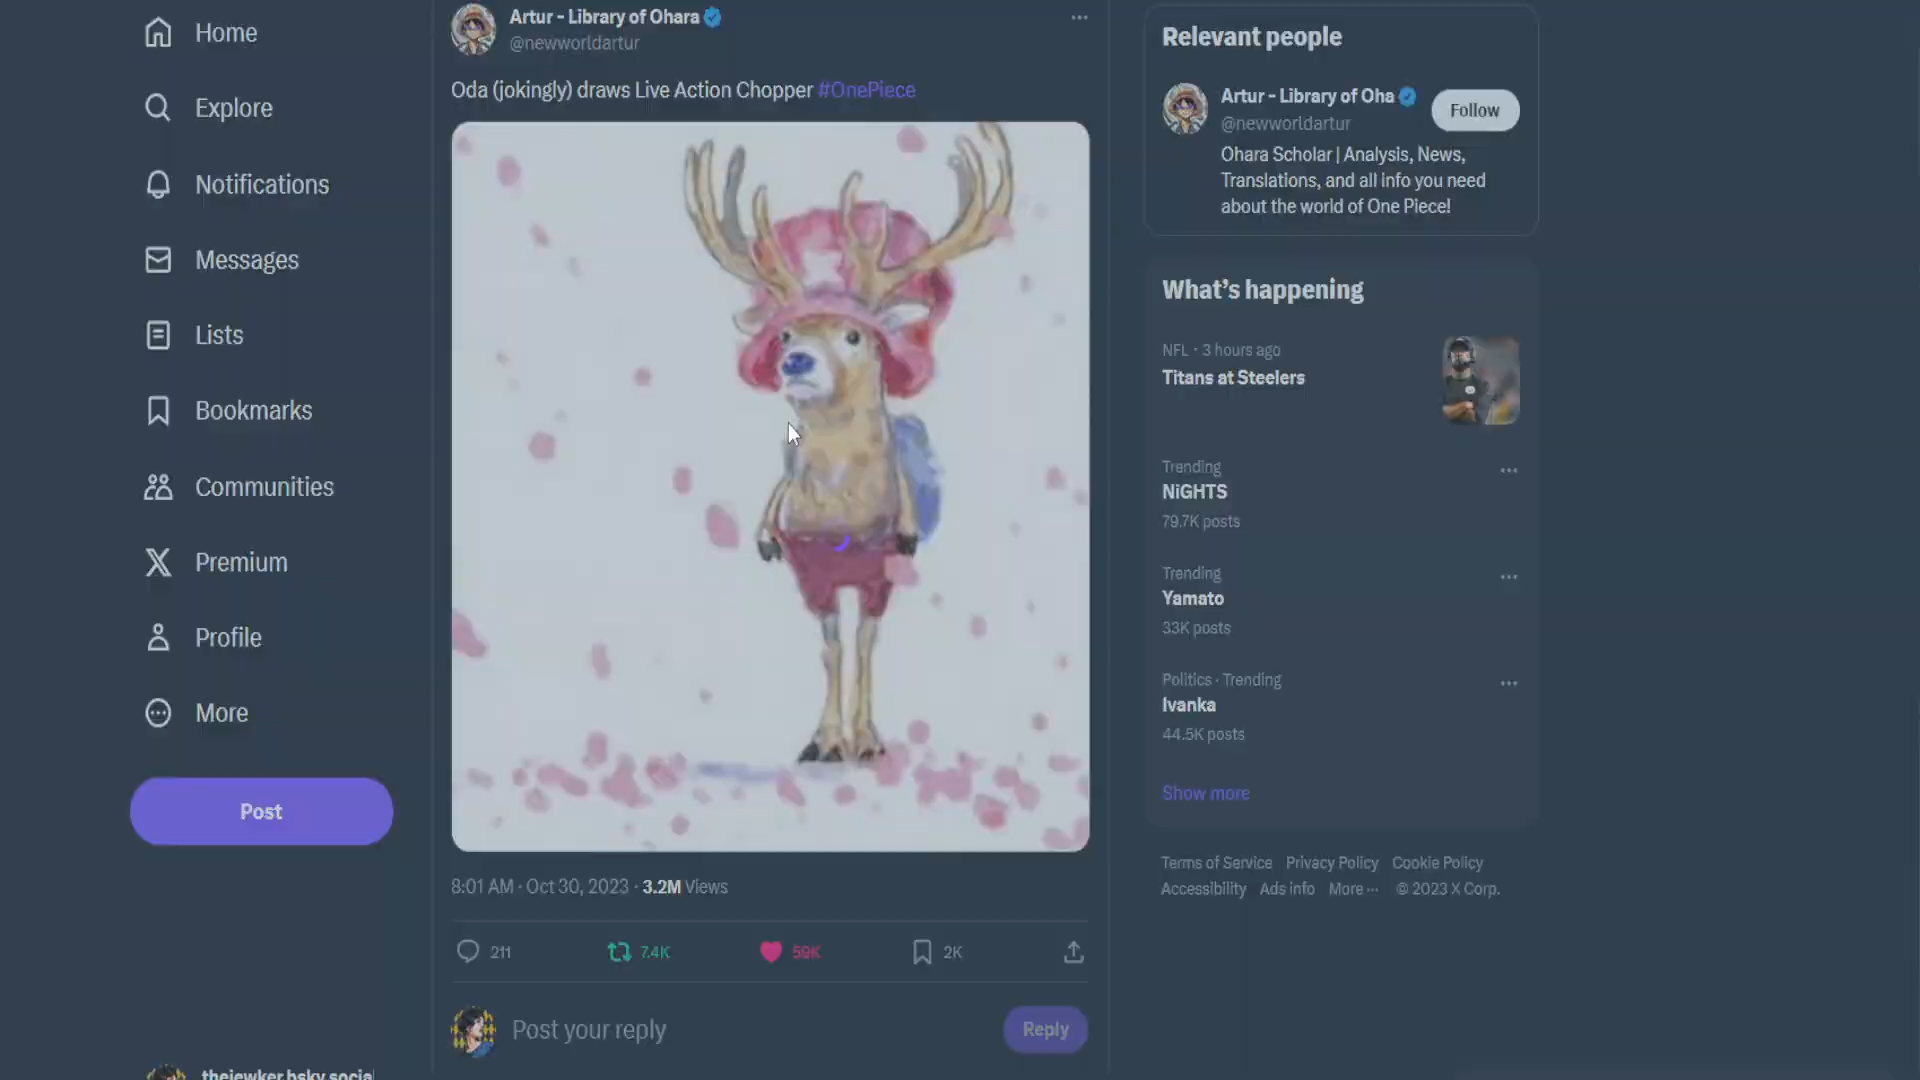 Home
Explore
Notifications
Messages
Lists
Bookmarks
Communities
Premium
Profile
More
Post
thejewker.bsky.social
Artur - Library of Ohara
@newworldartur
Oda (jokingly) draws Live Action Chopper #OnePiece
8:01 AM · Oct 30, 2023 · 3.2M Views
211 7.4K 59K 2K
Post your reply
Reply
Relevant people
Artur - Library of Oha
@newworldartur
Follow
Ohara Scholar | Analysis, News,
Translations, and all info you need
about the world of One Piece!
What's happening
NFL · 3 hours ago
Titans at Steelers
Trending
NiGHTS
79.7K posts
Trending
Yamato
33K posts
Politics · Trending
Ivanka
44.5K posts
Show more
Terms of Service Privacy Policy Cookie Policy
Accessibility Ads info More ··· © 2023 X Corp.